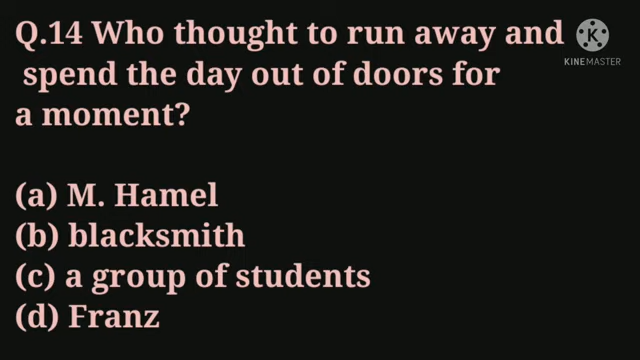 Q.14 Who thought to run away and
spend the day out of doors for
a moment?
(a) M. Hamel
(b) blacksmith
(c) a group of students
(d) Franz
K
KINEMASTER